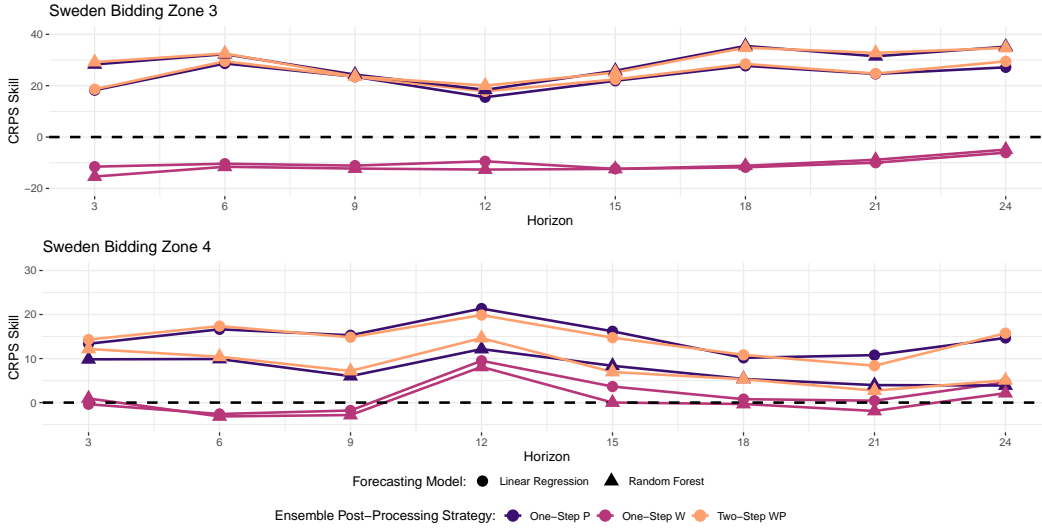 Sweden Bidding Zone 3
CRPS Skill
40
20
0
−20
3 6 9 12 15 18 21 24
Horizon
Sweden Bidding Zone 4
CRPS Skill
30
20
10
0
3 6 9 12 15 18 21 24
Horizon
Forecasting Model: Linear Regression Random Forest
Ensemble Post−Processing Strategy: One−Step P One−Step W Two−Step WP